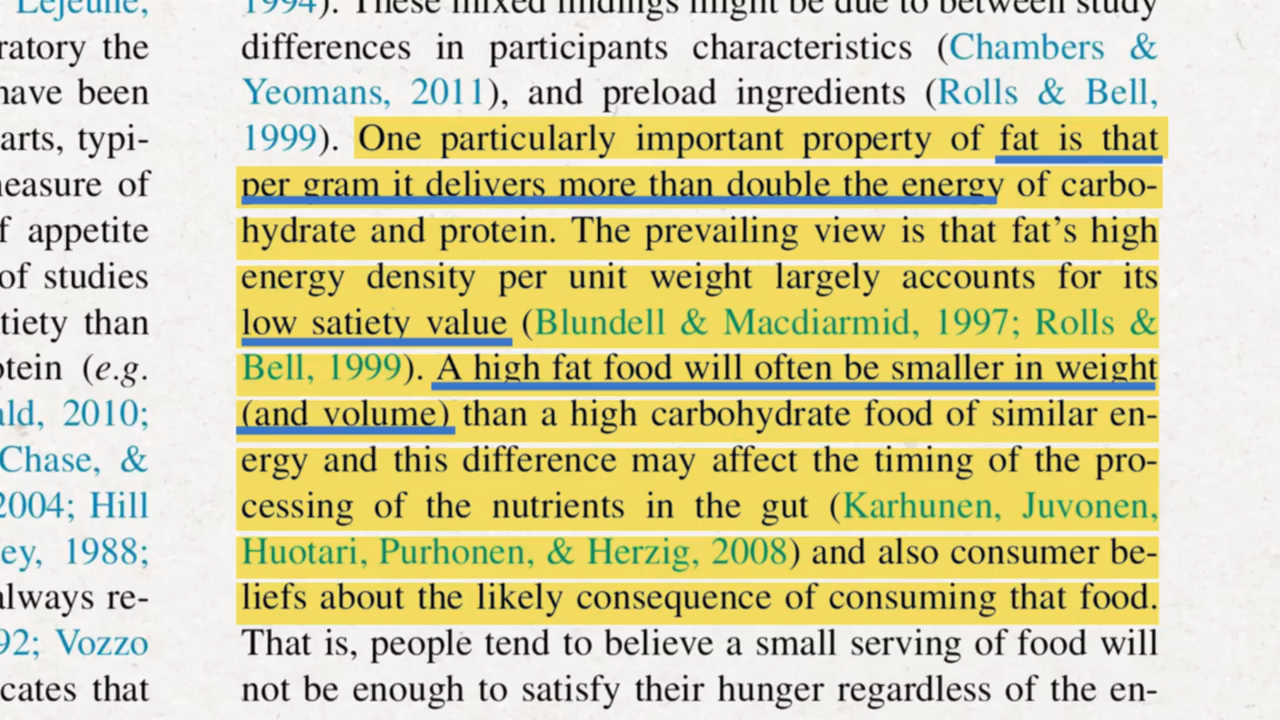 Lejeune,
ratory the
have been
arts, typi-
measure of
f appetite
of studies
tiety than
otein (e.g.
ald, 2010;
Chase, &
2004; Hill
ey, 1988;
always re-
92; Vozzo
cates that
1994). These mixed findings might be due to between study
differences in participants characteristics (Chambers &
Yeomans, 2011), and preload ingredients (Rolls & Bell,
1999). One particularly important property of fat is that
per gram it delivers more than double the energy of carbo-
hydrate and protein. The prevailing view is that fat's high
energy density per unit weight largely accounts for its
low satiety value (Blundell & Macdiarmid, 1997; Rolls &
Bell, 1999). A high fat food will often be smaller in weight
(and volume) than a high carbohydrate food of similar en-
ergy and this difference may affect the timing of the pro-
cessing of the nutrients in the gut (Karhunen, Juvonen,
Huotari, Purhonen, & Herzig, 2008) and also consumer be-
liefs about the likely consequence of consuming that food.
That is, people tend to believe a small serving of food will
not be enough to satisfy their hunger regardless of the en-